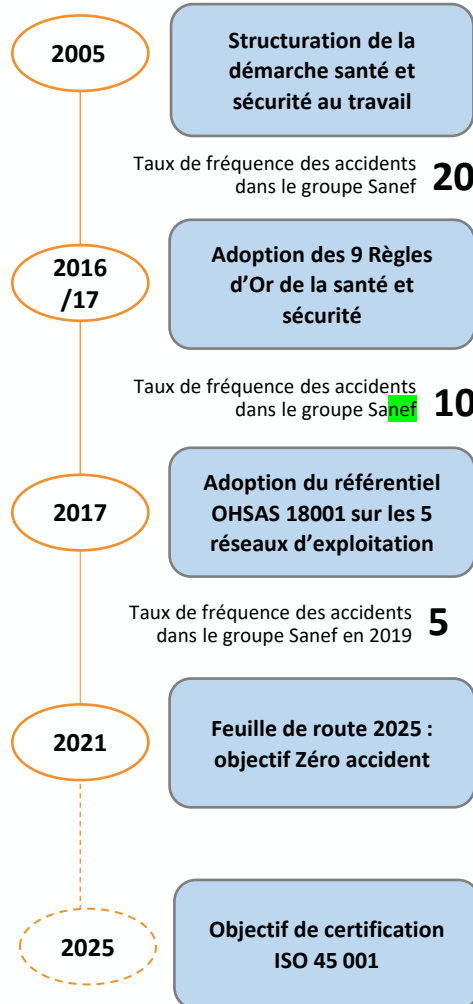 2005
Structuration de la
démarche santé et
sécurité au travail
Taux de fréquence des accidents
dans le groupe Sanef 20
2016
/17
Adoption des 9 Règles
d’Or de la santé et
sécurité
Taux de fréquence des accidents
dans le groupe Sanef 10
2017
Adoption du référentiel
OHSAS 18001 sur les 5
réseaux d’exploitation
Taux de fréquence des accidents
dans le groupe Sanef en 2019 5
2021
Feuille de route 2025 :
objectif Zéro accident
2025
Objectif de certification
ISO 45 001